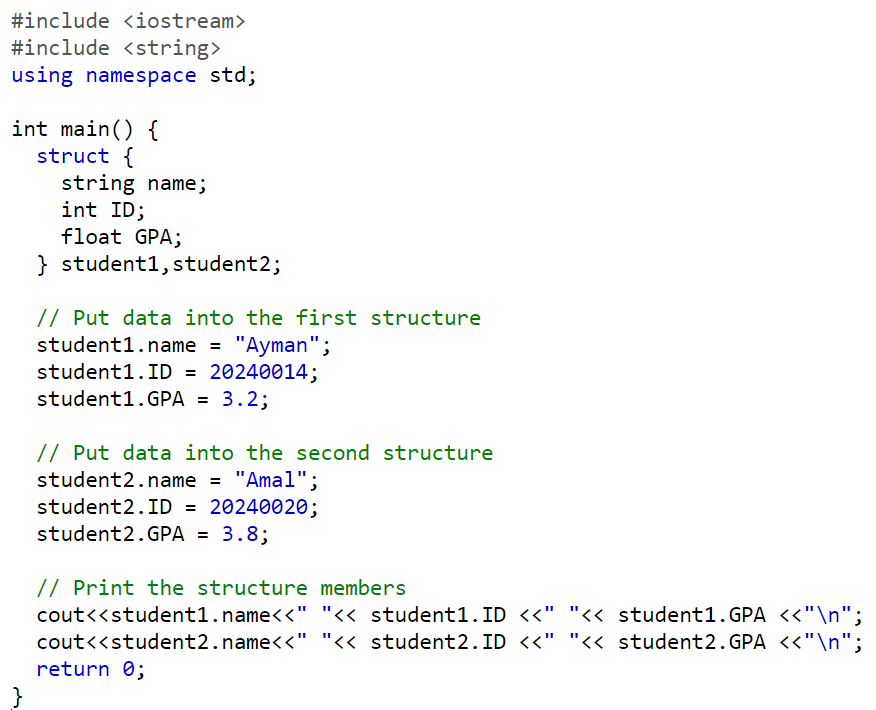 #include <iostream>
#include <string>
using namespace std;

int main() {
  struct {
    string name;
    int ID;
    float GPA;
  } student1,student2;

  // Put data into the first structure
  student1.name = "Ayman";
  student1.ID = 20240014;
  student1.GPA = 3.2;

  // Put data into the second structure
  student2.name = "Amal";
  student2.ID = 20240020;
  student2.GPA = 3.8;

  // Print the structure members
  cout<<student1.name<<" "<< student1.ID <<" "<< student1.GPA <<"\n";
  cout<<student2.name<<" "<< student2.ID <<" "<< student2.GPA <<"\n";
  return 0;
}